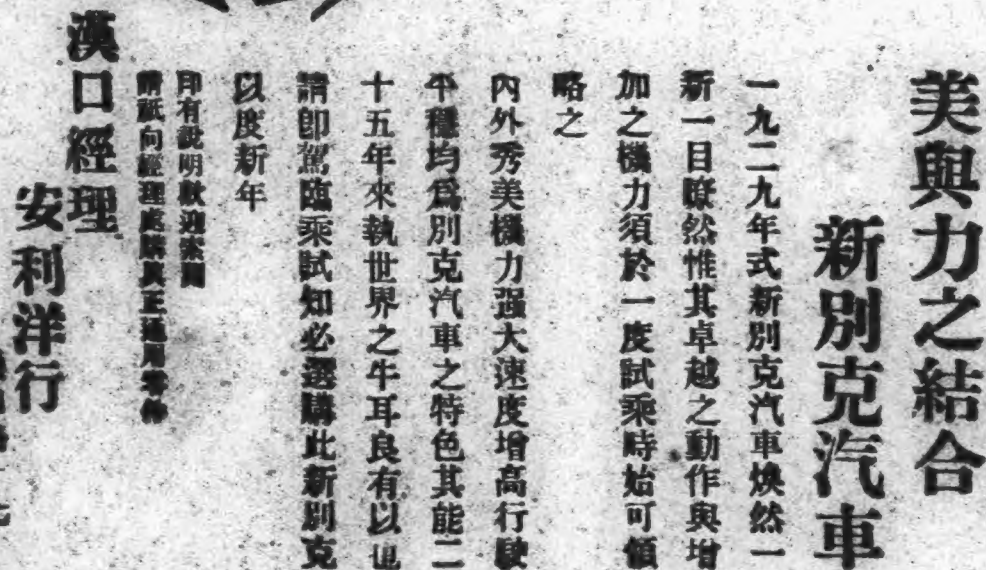 美與力之結合
新別克汽車
一九二九年式新別克汽車煥然一
新一目瞭然惟其卓越之動作與增
加之機力須於一度試乘時始可領
略之
內外秀美機力强大速度增高行駛
平穩均爲別克汽車之特色其能二
十五年來執世界之牛耳良有以也
請卽駕臨乘試知必選購此新別克
以度新年
印有說明歡迎索閱
請祇向經理處購真正通用零件
漢口經理
安利洋行